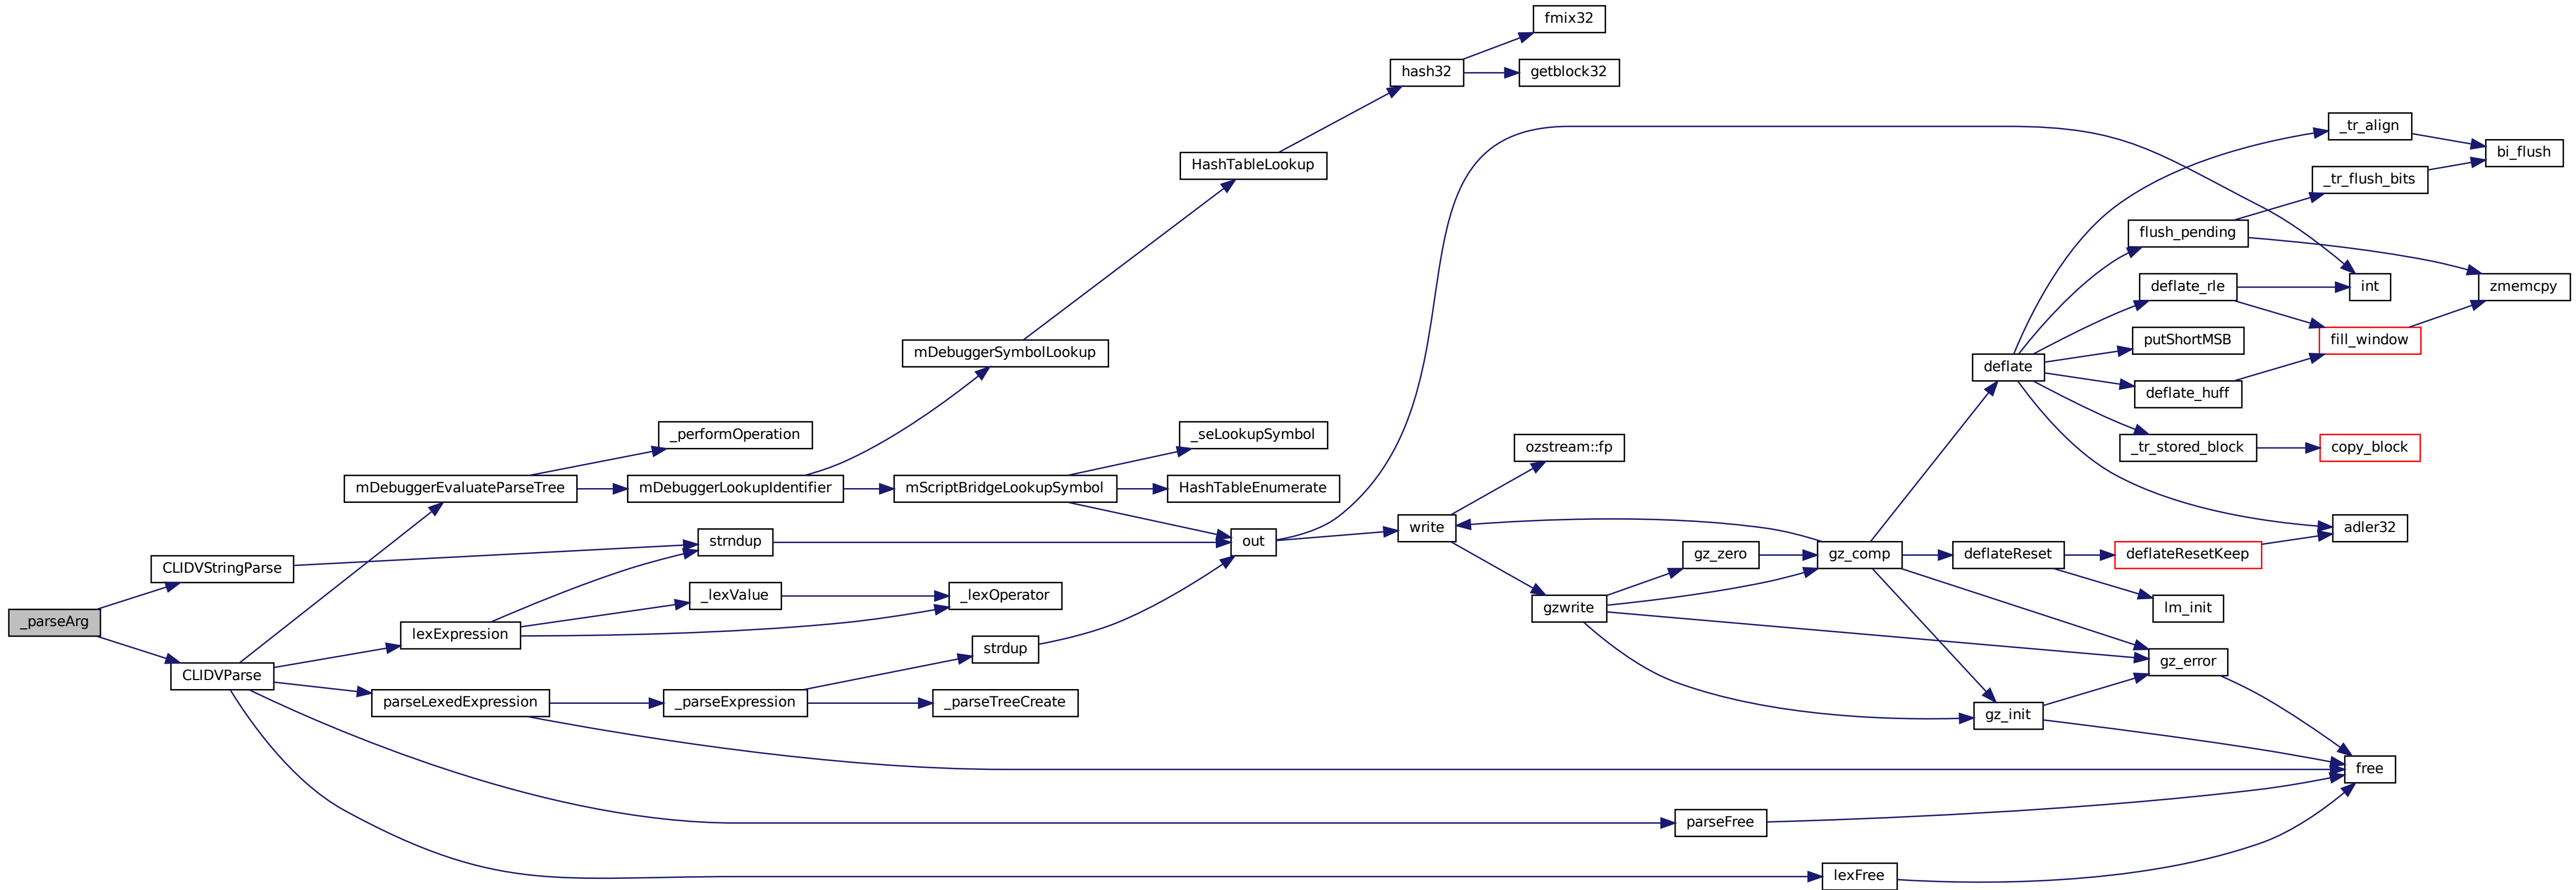 fmix32
hash32
getblock32
_tr_align
bi_flush
HashTableLookup
_tr_flush_bits
flush_pending
deflate_rle
int
zmemcpy
mDebuggerSymbolLookup
putShortMSB
fill_window
deflate
deflate_huff
_performOperation
_seLookupSymbol
ozstream::fp
_tr_stored_block
copy_block
mDebuggerEvaluateParseTree
mDebuggerLookupIdentifier
mScriptBridgeLookupSymbol
HashTableEnumerate
write
adler32
strndup
out
gz_zero
gz_comp
deflateReset
deflateResetKeep
CLIDVStringParse
_lexValue
_lexOperator
gzwrite
lm_init
_parseArg
lexExpression
strdup
gz_error
CLIDVParse
parseLexedExpression
_parseExpression
_parseTreeCreate
gz_init
free
parseFree
lexFree